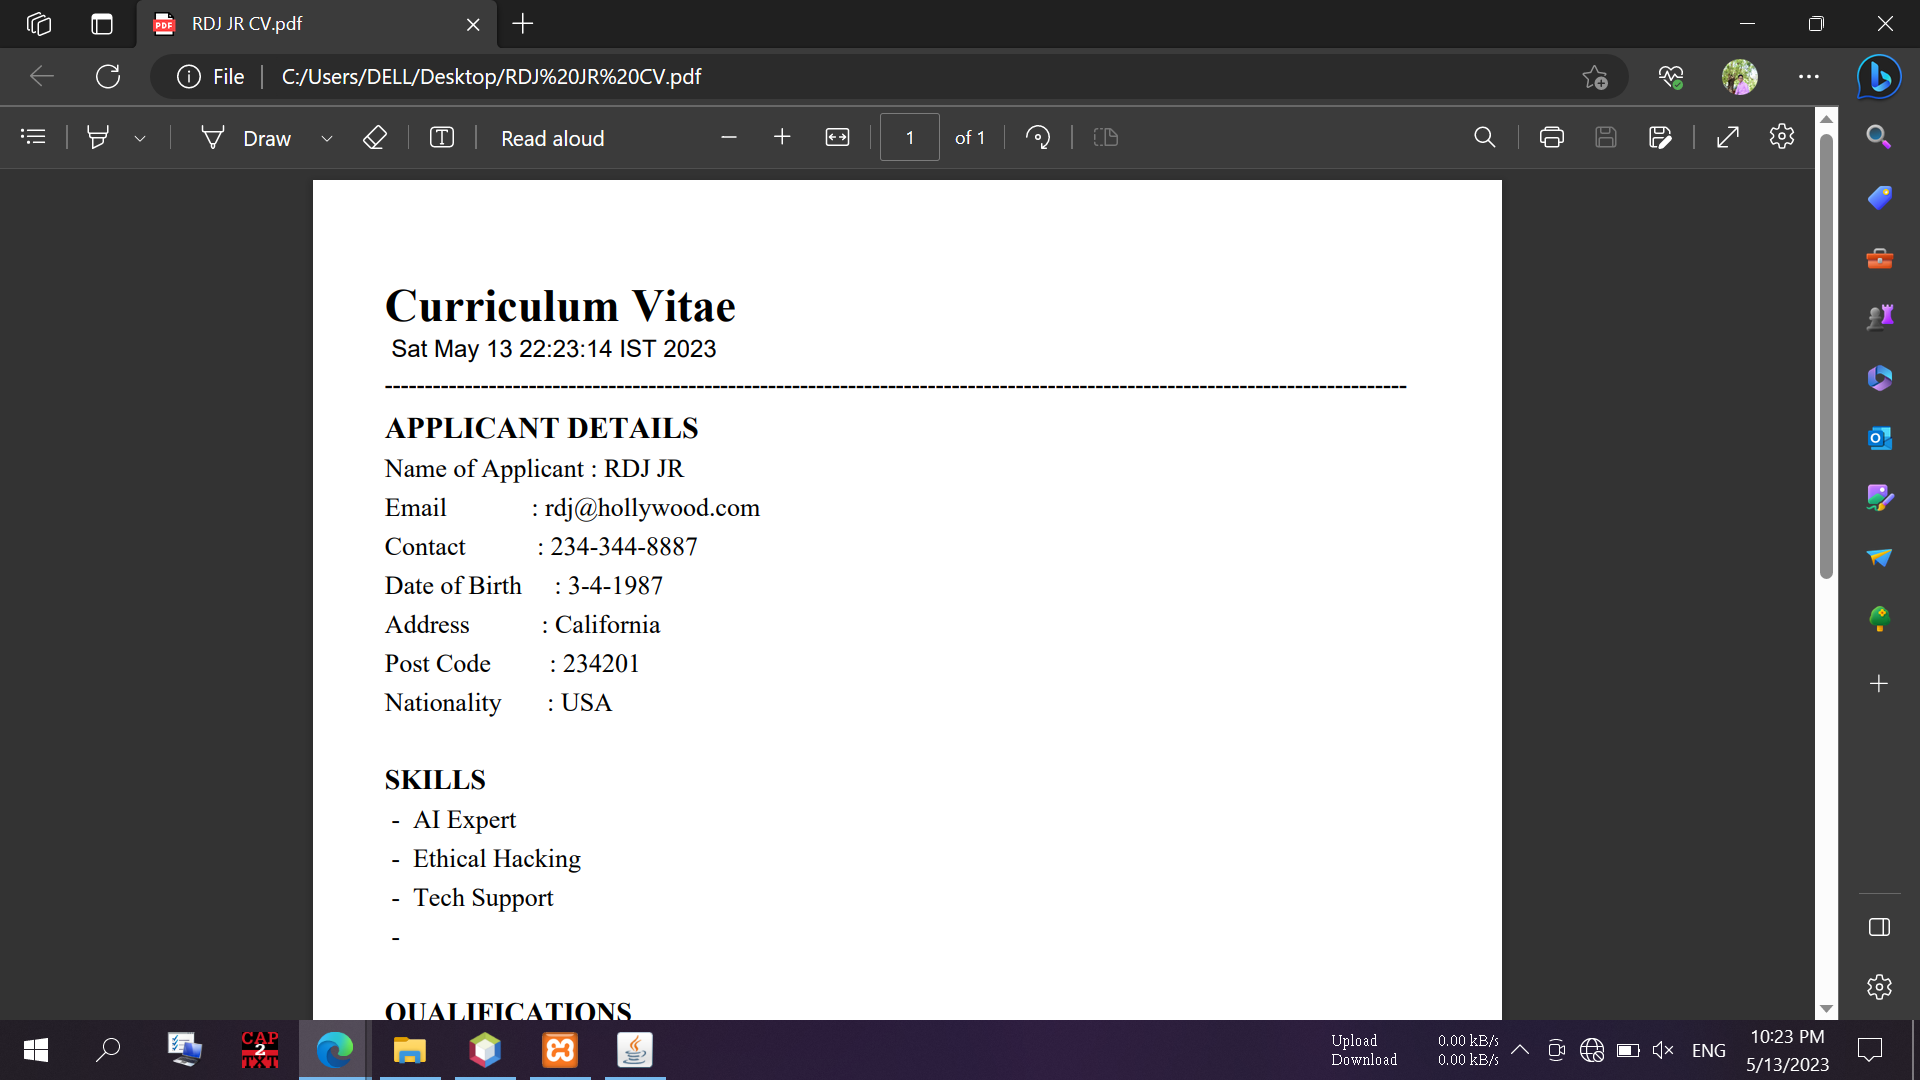 RDJ JR CV.pdf
File
C:/Users/DELL/Desktop/RDJ%20JR%20CV.pdf
Draw
Read aloud
1
of 1
Curriculum Vitae
Sat May 13 22:23:14 IST 2023
--------------------------------------------------------------------------------------------------------------------------------
APPLICANT DETAILS
Name of Applicant : RDJ JR
Email : rdj@hollywood.com
Contact : 234-344-8887
Date of Birth : 3-4-1987
Address : California
Post Code : 234201
Nationality : USA
SKILLS
- AI Expert
- Ethical Hacking
- Tech Support
-
QUALIFICATIONS
CAP
2
TXT
Upload 0.00 kB/s
Download 0.00 kB/s
ENG
10:23 PM
5/13/2023